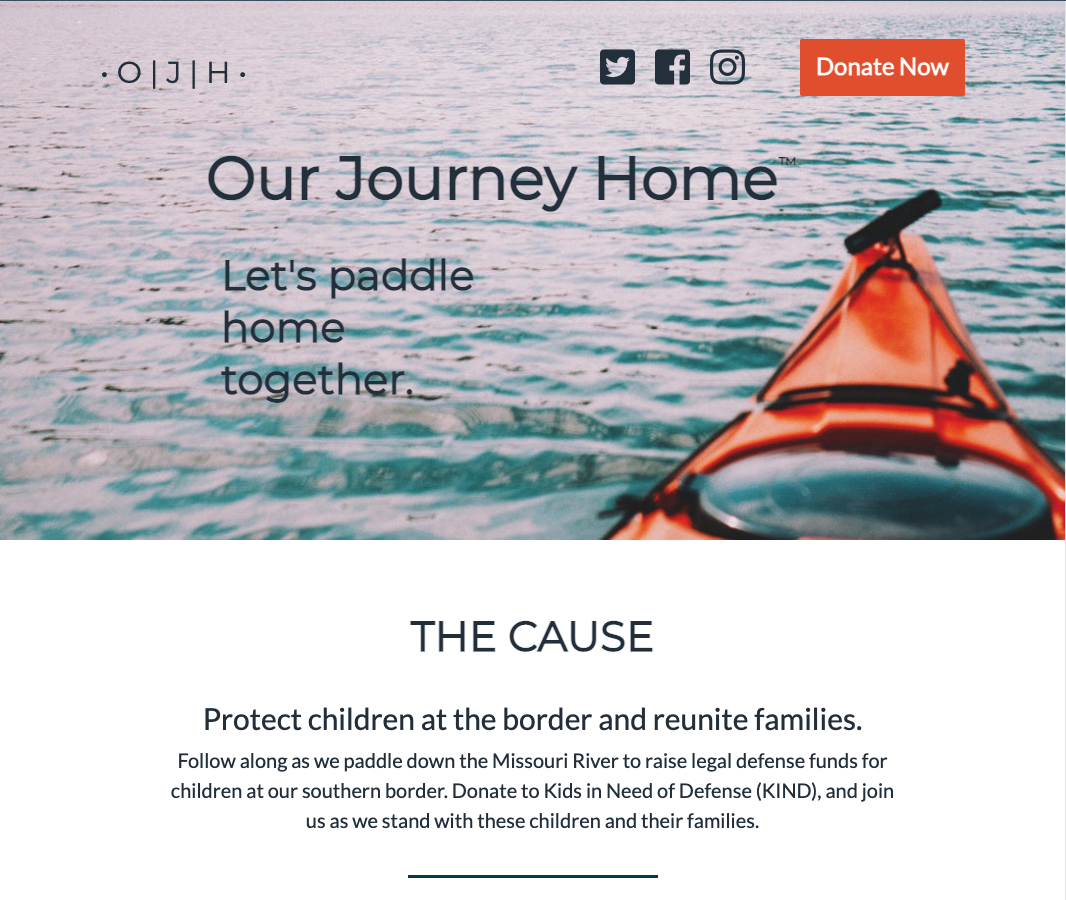 · O | J | H ·
Donate Now
Our Journey Home™
Let's paddle
home
together.
THE CAUSE
Protect children at the border and reunite families.
Follow along as we paddle down the Missouri River to raise legal defense funds for
children at our southern border. Donate to Kids in Need of Defense (KIND), and join
us as we stand with these children and their families.